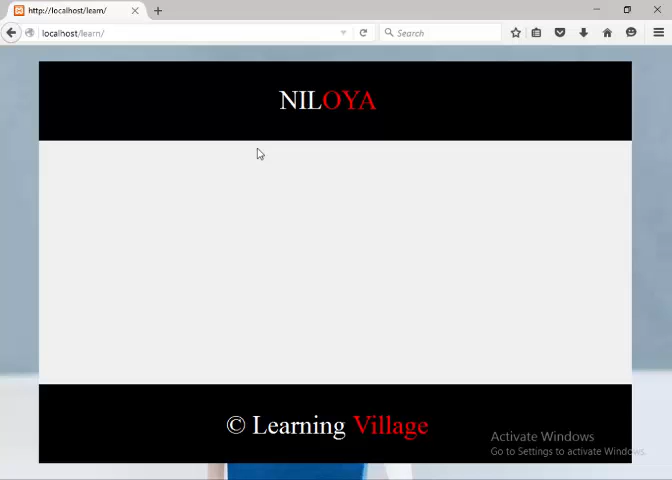 http://localhost/learn/
localhost/learn/
Search
NILOYA
© Learning Village
Activate Windows
Go to Settings to activate Windows.